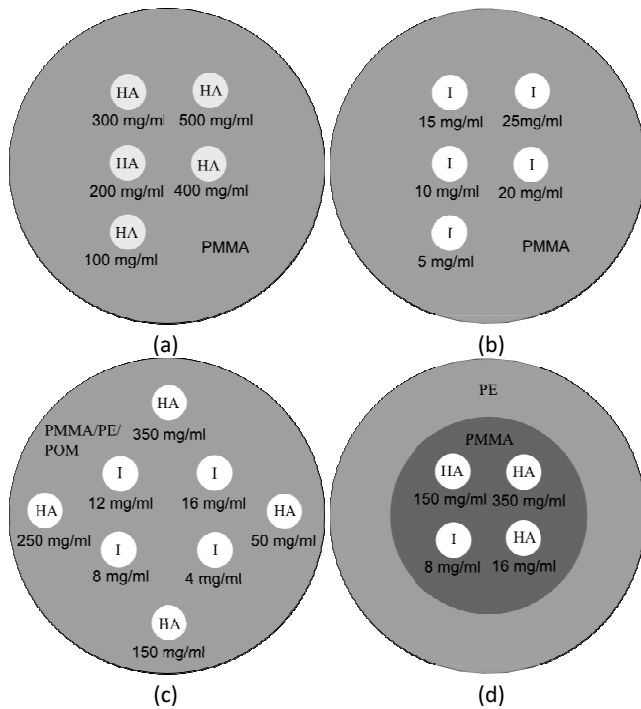 HA
300 mg/ml
HA
500 mg/ml
HA
200 mg/ml
HA
400 mg/ml
HA
100 mg/ml
PMMA
(a)
I
15 mg/ml
I
25mg/ml
I
10 mg/ml
I
20 mg/ml
I
5 mg/ml
PMMA
(b)
PMMA/PE/
POM
HA
350 mg/ml
I
12 mg/ml
I
16 mg/ml
HA
250 mg/ml
HA
50 mg/ml
I
8 mg/ml
I
4 mg/ml
HA
150 mg/ml
(c)
PE
PMMA
HA
150 mg/ml
HA
350 mg/ml
I
8 mg/ml
HA
16 mg/ml
(d)